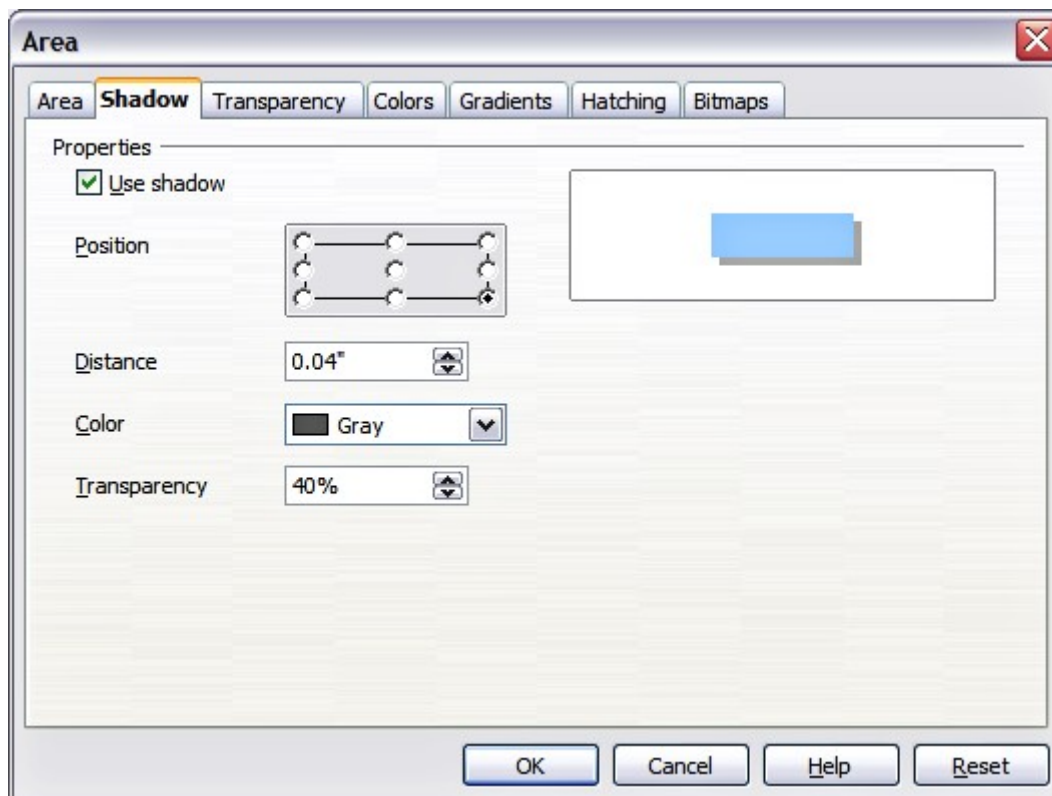 Area
Area Shadow Transparency Colors Gradients Hatching Bitmaps
Properties
Use shadow
Position
Distance 0.04"
Color Gray
Transparency 40%
OK Cancel Help Reset